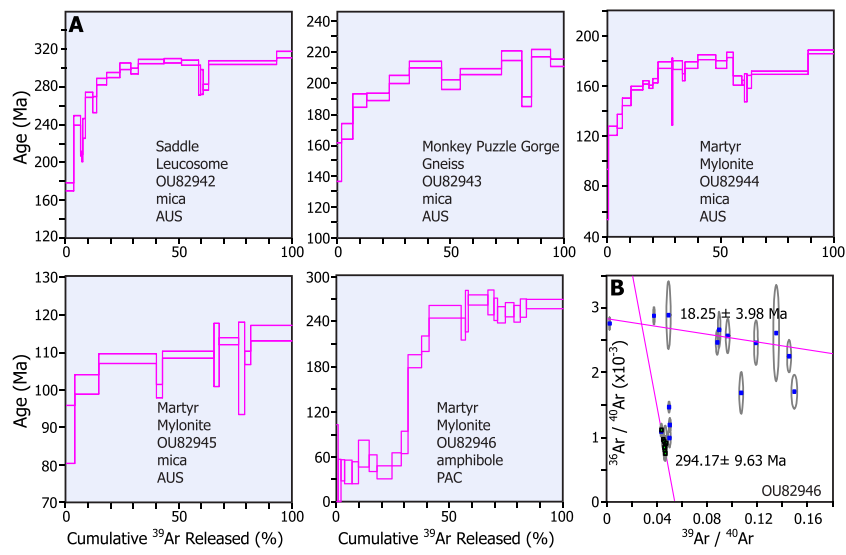 A
Age (Ma)
360
320
280
240
200
160
120
0
100
Saddle
Leucosome
OU82942
mica
AUS
240
220
200
180
160
140
120
100
0
100
Monkey Puzzle Gorge
Gneiss
OU82943
mica
AUS
200
160
120
80
40
0
100
Martyr
Mylonite
OU82944
mica
AUS
Age (Ma)
130
120
110
100
90
80
70
0
100
Martyr
Mylonite
OU82945
mica
AUS
Cumulative ³⁹Ar Released (%)
300
240
180
120
60
0
0
100
Martyr
Mylonite
OU82946
amphibole
PAC
Cumulative ³⁹Ar Released (%)
B
³⁶Ar / ⁴⁰Ar (x10⁻³)
3
2
1
0
0
0.04
0.08
0.12
0.16
18.25 ± 3.98 Ma
294.17± 9.63 Ma
OU82946
³⁹Ar / ⁴⁰Ar